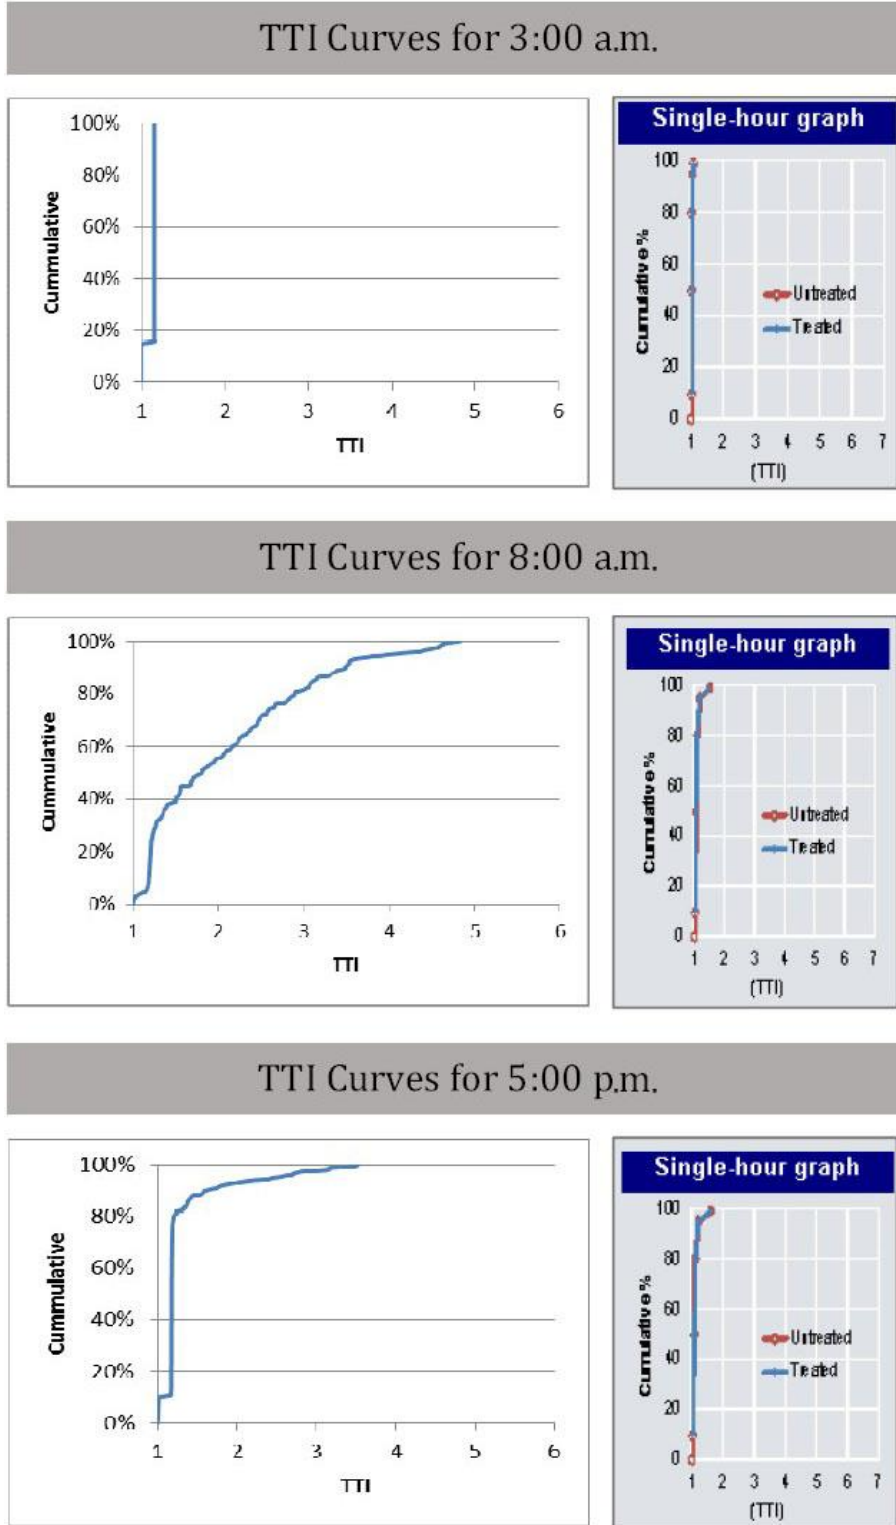 TTI Curves for 3:00 a.m.
100%
80%
60%
40%
20%
0%
Cummulative
1 2 3 4 5 6
TTI
Single-hour graph
100
80
60
40
20
0
Cumulative %
Untreated
Treated
1 2 3 4 5 6 7
(TTI)
TTI Curves for 8:00 a.m.
100%
80%
60%
40%
20%
0%
Cummulative
1 2 3 4 5 6
TTI
Single-hour graph
100
80
60
40
20
0
Cumulative %
Untreated
Treated
1 2 3 4 5 6 7
(TTI)
TTI Curves for 5:00 p.m.
100%
80%
60%
40%
20%
0%
Cummulative
1 2 3 4 5 6
TTI
Single-hour graph
100
80
60
40
20
0
Cumulative %
Untreated
Treated
1 2 3 4 5 6 7
(TTI)